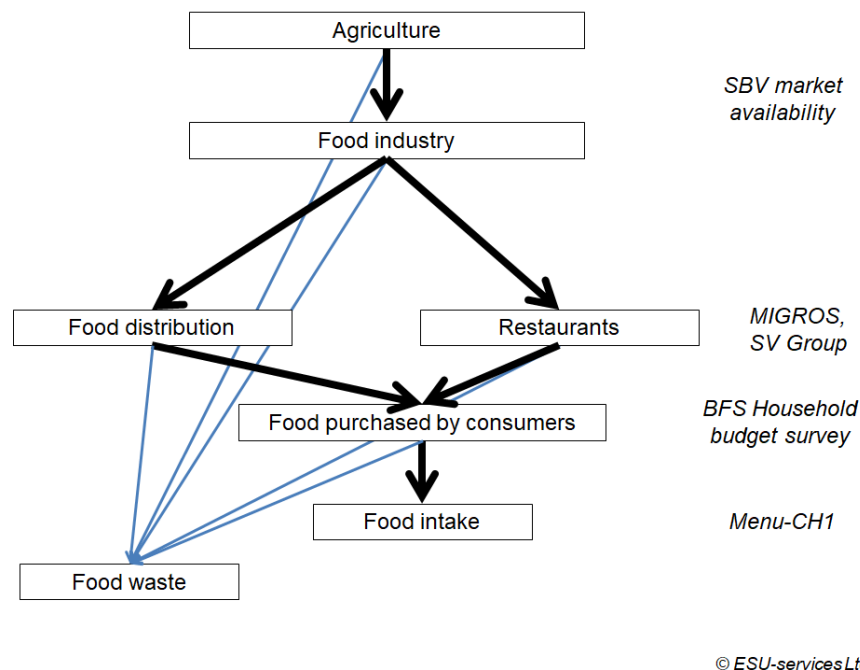 Agriculture
SBV market
availability
Food industry
Food distribution
Restaurants
MIGROS,
SV Group
Food purchased by consumers
BFS Household
budget survey
Food intake
Menu-CH1
Food waste
© ESU-services Lt